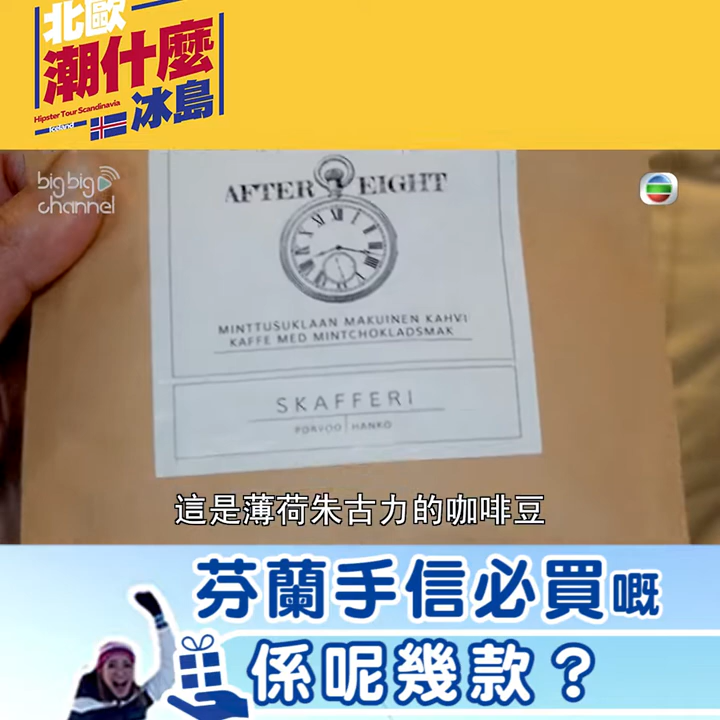 北歐
潮什麼
Hipster Tour Scandinavia
Iceland
冰島
big big
channel
AFTER EIGHT
MINTTUSUKLAAN MAKUINEN KAHVI
KAFFE MED MINTCHOKLADSMAK
SKAFFERI
PORVOO | HANKO
這是薄荷朱古力的咖啡豆
芬蘭手信必買嘅
係呢幾款？